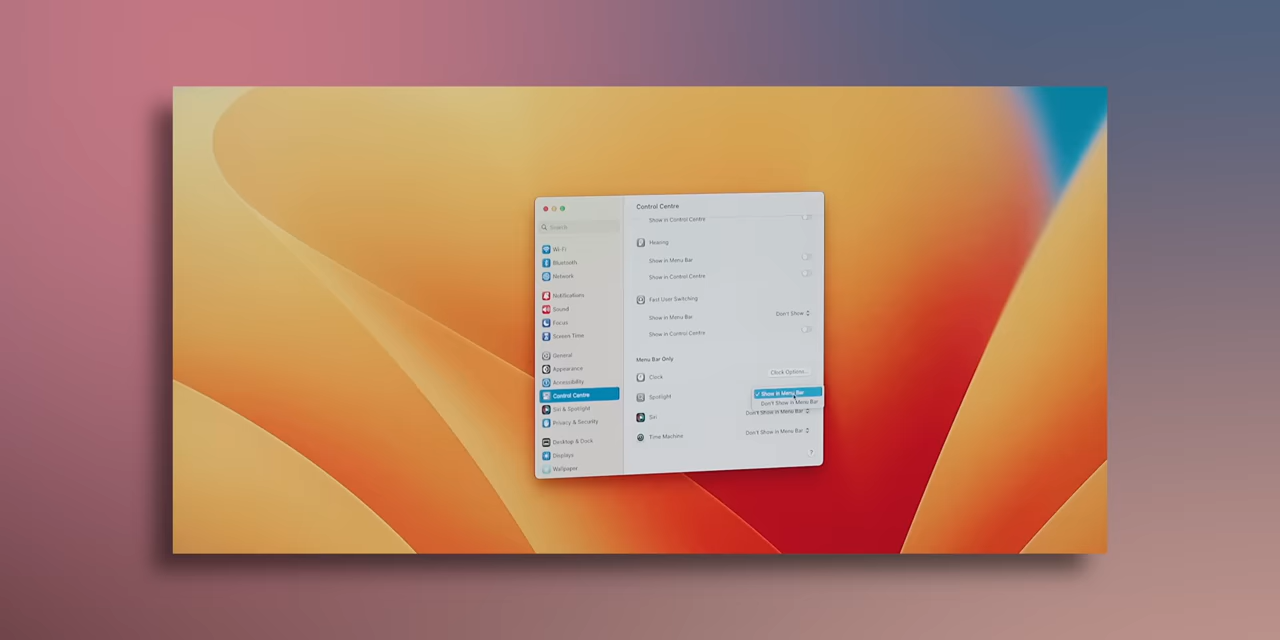 Control Centre
Search
Show in Control Centre
Wi-Fi
Hearing
Bluetooth
Show in Menu Bar
Network
Show in Control Centre
Notifications
Fast User Switching
Sound
Show in Menu Bar
Don't Show
Focus
Screen Time
Show in Control Centre
General
Menu Bar Only
Appearance
Clock
Clock Options...
Accessibility
Control Centre
Spotlight
Show in Menu Bar
Don't Show in Menu Bar
Siri & Spotlight
Siri
Don't Show in Menu Bar
Privacy & Security
Time Machine
Don't Show in Menu Bar
Desktop & Dock
Displays
Wallpaper
?